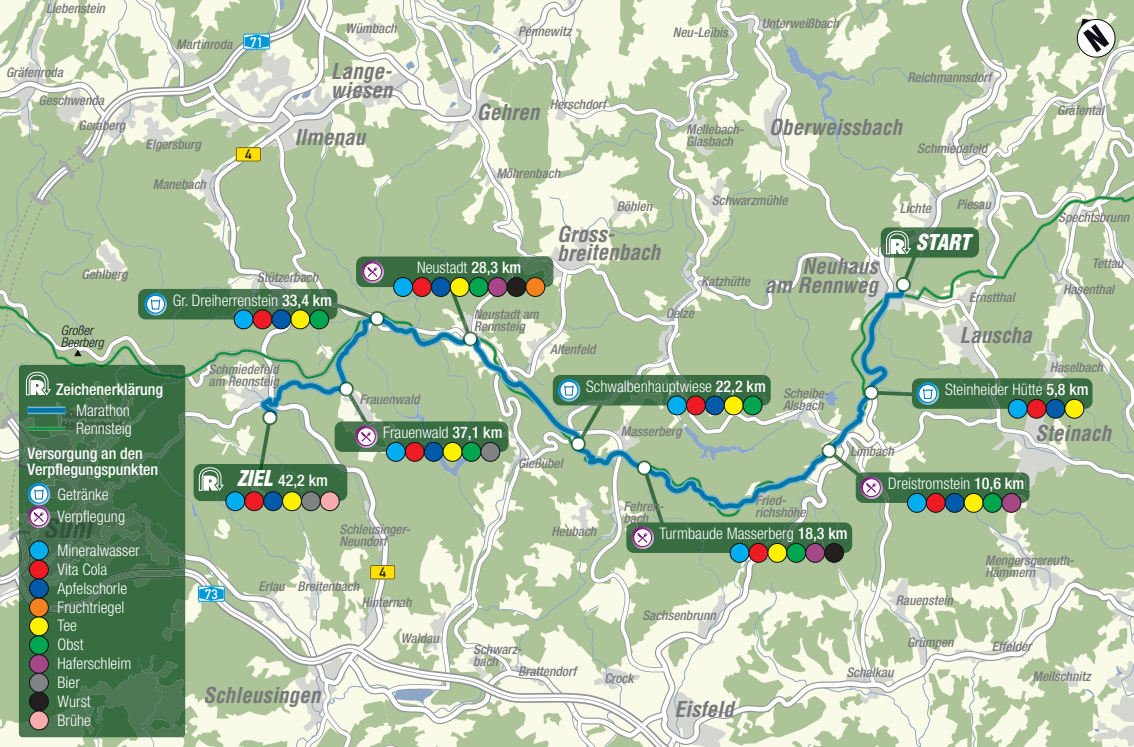 Liebenstein
Martinroda
71
Wümbach
Pennewitz
Neu-Leibis
Unterweißbach
N
Gräfenroda
Geschwenda
Geraberg
Lange-
wiesen
Gehren
Herschdorf
Reichmannsdorf
Gräfental
Elgersburg
Ilmenau
4
Mellebach-
Glasbach
Oberweissbach
Schmiedefeld
Manebach
Möhrenbach
Böhlen
Schwarzmühle
Lichte
Piesau
Spechtsbrunn
Gross-
breitenbach
START
Gehlberg
Stützerbach
Neustadt 28,3 km
Katzhütte
Neuhaus
am Rennweg
Tettau
Hasenthal
Ernstthal
Gr. Dreiherrenstein 33,4 km
Neustadt am
Rennsteig
Oelze
Lauscha
Großer
Beerberg
Altenfeld
Haselbach
Schmiedefeld
am Rennsteig
Frauenwald
Schwalbenhauptwiese 22,2 km
Scheibe-
Alsbach
Steinheider Hütte 5,8 km
Zeichenerklärung
Marathon
Rennsteig
Frauenwald 37,1 km
Masserberg
Steinach
Versorgung an den
Verpflegungspunkten
Getränke
Verpflegung
ZIEL 42,2 km
Gießübel
Limbach
Dreistromstein 10,6 km
Fehren-
bach
Fried-
richshöhe
Suhl
Schleusinger-
Neundorf
Heubach
Turmbaude Masserberg 18,3 km
Mineralwasser
Vita Cola
Apfelschorle
Fruchtriegel
Tee
Obst
Haferschleim
Bier
Wurst
Brühe
4
73
Erlau
Breitenbach
Hinternah
Mengersgereuth-
Hämmern
Sachsenbrunn
Rauenstein
Waldau
Schwarz-
bach
Brattendorf
Crock
Grümpen
Effelder
Schalkau
Meilschnitz
Schleusingen
Eisfeld